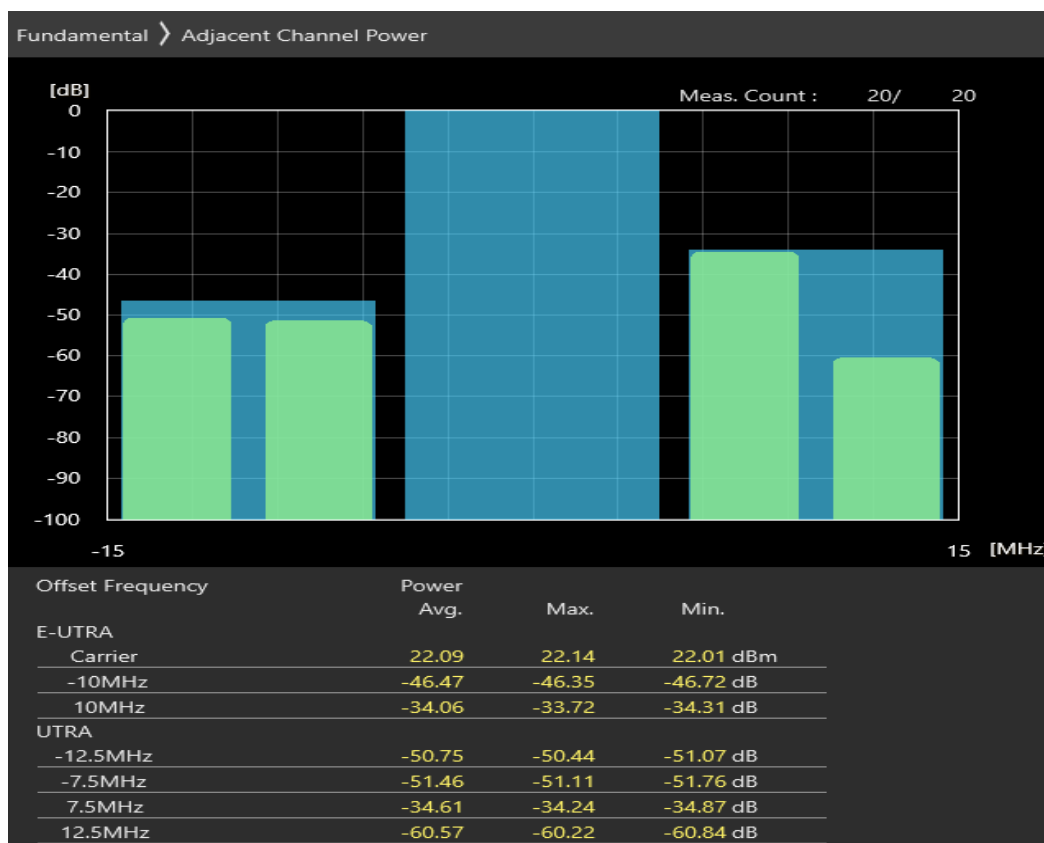 Fundamental 〉 Adjacent Channel Power
[dB]
Meas. Count : 20/ 20
0
-10
-20
-30
-40
-50
-60
-70
-80
-90
-100
-15 15 [MHz
Offset Frequency Power
Avg. Max. Min.
E-UTRA
Carrier 22.09 22.14 22.01 dBm
-10MHz -46.47 -46.35 -46.72 dB
10MHz -34.06 -33.72 -34.31 dB
UTRA
-12.5MHz -50.75 -50.44 -51.07 dB
-7.5MHz -51.46 -51.11 -51.76 dB
7.5MHz -34.61 -34.24 -34.87 dB
12.5MHz -60.57 -60.22 -60.84 dB